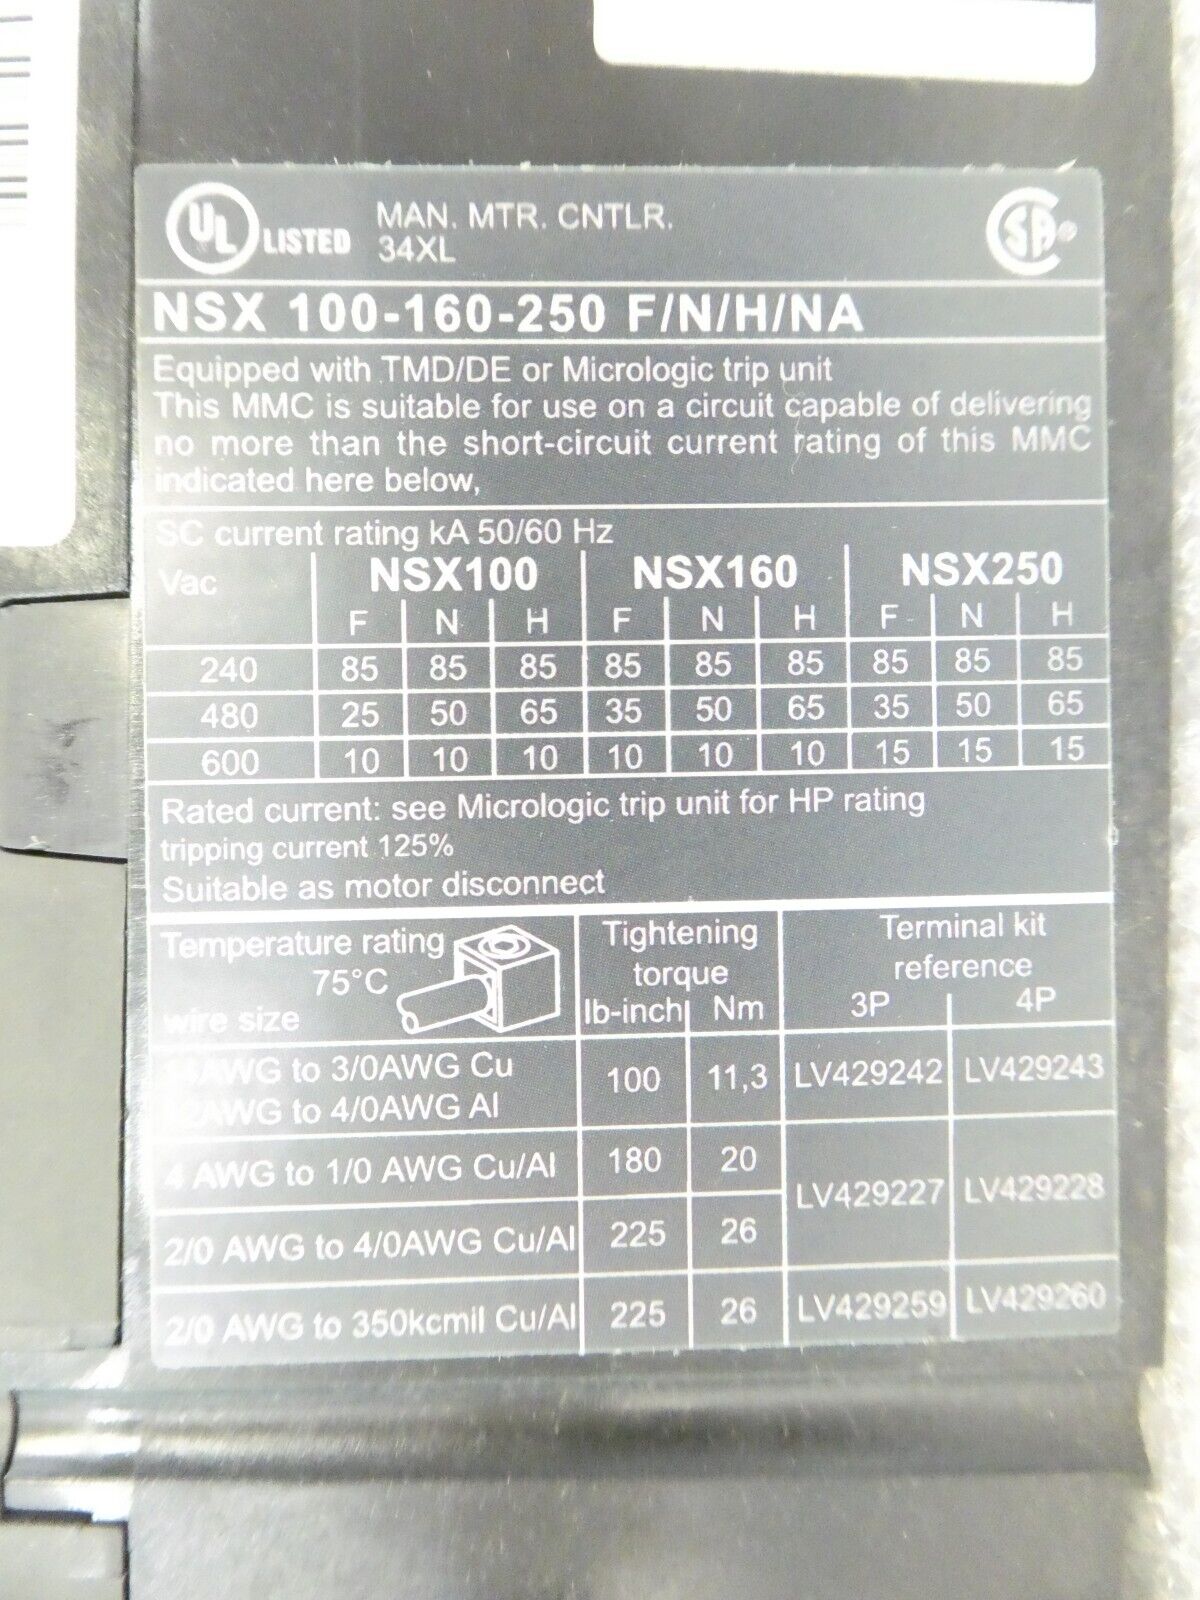 UL LISTED MAN. MTR. CNTLR.
34XL
SA
NSX 100-160-250 F/N/H/NA
Equipped with TMD/DE or Micrologic trip unit
This MMC is suitable for use on a circuit capable of delivering
no more than the short-circuit current rating of this MMC
indicated here below,
SC current rating kA 50/60 Hz
Vac NSX100 NSX160 NSX250
F N H F N H F N H
240 85 85 85 85 85 85 85 85 85
480 25 50 65 35 50 65 35 50 65
600 10 10 10 10 10 10 15 15 15
Rated current: see Micrologic trip unit for HP rating
tripping current 125%
Suitable as motor disconnect
Temperature rating
75°C
wire size
Tightening
torque
lb-inch Nm
Terminal kit
reference
3P 4P
to 3/0AWG Cu
to 4/0AWG Al
100 11,3 LV429242 LV429243
4 AWG to 1/0 AWG Cu/Al 180 20
LV429227 LV429228
2/0 AWG to 4/0AWG Cu/Al 225 26
2/0 AWG to 350kcmil Cu/Al 225 26 LV429259 LV429260